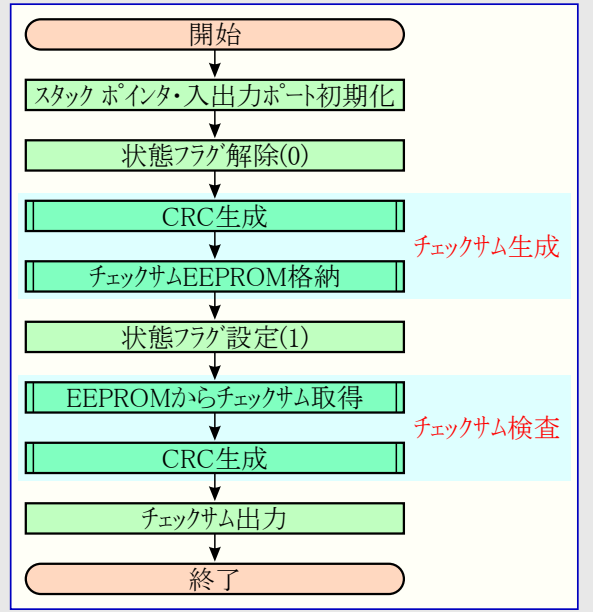 開始
スタック ポインタ・入出力ポート初期化
状態フラグ解除(0)
CRC生成
チェックサム生成
チェックサムEEPROM格納
状態フラグ設定(1)
EEPROMからチェックサム取得
チェックサム検査
CRC生成
チェックサム出力
終了